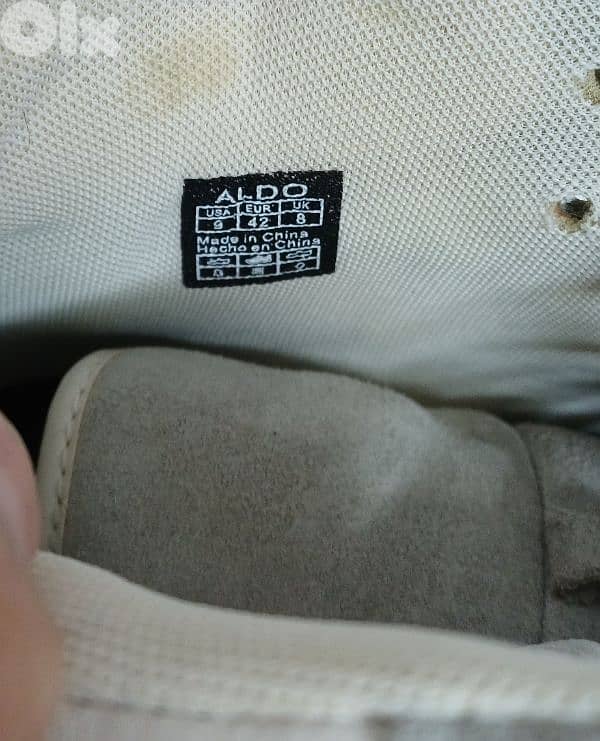 Olx
ALDO
USA EUR UK
9 42 8
Made in China
Hecho en China